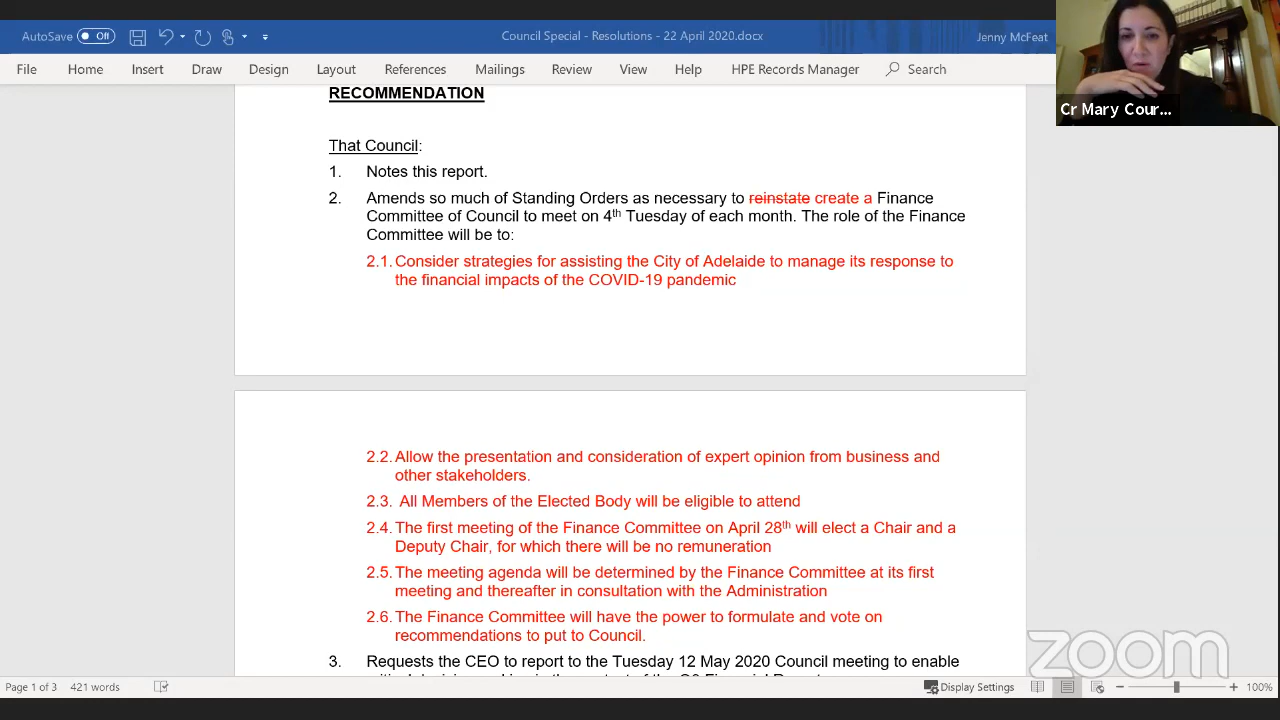 AutoSave Off Council Special - Resolutions - 22 April 2020.docx Jenny McFeat
File Home Insert Draw Design Layout References Mailings Review View Help HPE Records Manager Search
Cr Mary Cour...
RECOMMENDATION
That Council:
1. Notes this report.
2. Amends so much of Standing Orders as necessary to reinstate create a Finance
Committee of Council to meet on 4th Tuesday of each month. The role of the Finance
Committee will be to:
2.1. Consider strategies for assisting the City of Adelaide to manage its response to
the financial impacts of the COVID-19 pandemic
2.2. Allow the presentation and consideration of expert opinion from business and
other stakeholders.
2.3. All Members of the Elected Body will be eligible to attend
2.4. The first meeting of the Finance Committee on April 28th will elect a Chair and a
Deputy Chair, for which there will be no remuneration
2.5. The meeting agenda will be determined by the Finance Committee at its first
meeting and thereafter in consultation with the Administration
2.6. The Finance Committee will have the power to formulate and vote on
recommendations to put to Council.
3. Requests the CEO to report to the Tuesday 12 May 2020 Council meeting to enable
zoom
Page 1 of 3 421 words Display Settings 100%